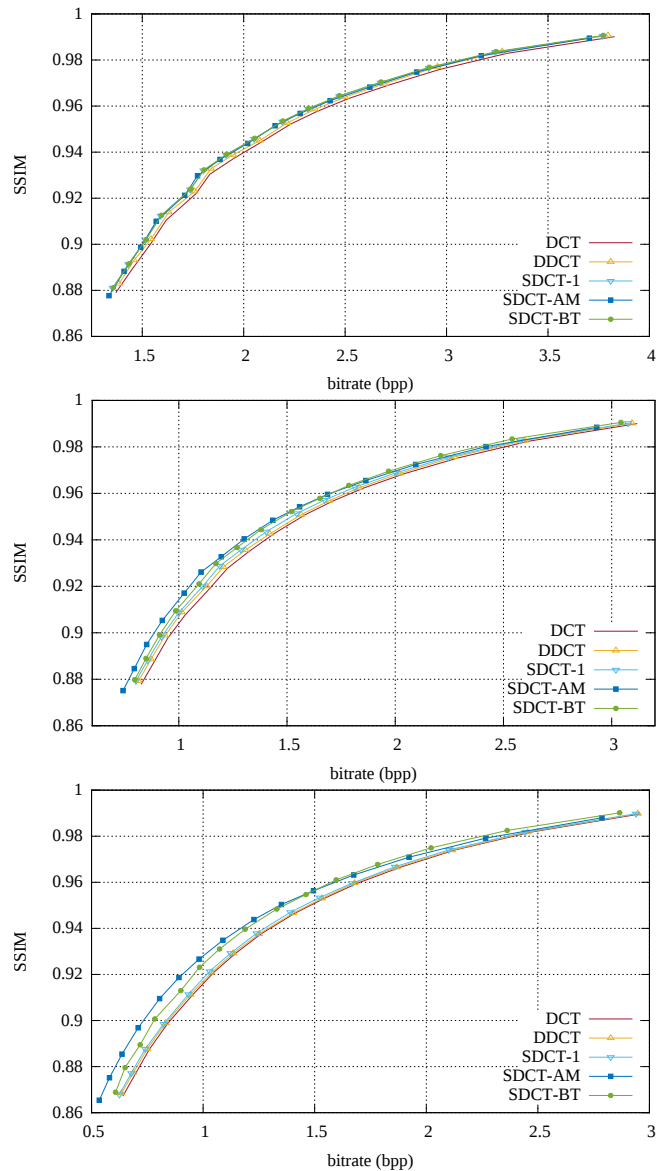 1
0.98
0.96
0.94
0.92
0.9
0.88
0.86
SSIM
DCT
DDCT
SDCT-1
SDCT-AM
SDCT-BT
1.5 2 2.5 3 3.5 4
bitrate (bpp)
1
0.98
0.96
0.94
0.92
0.9
0.88
0.86
SSIM
DCT
DDCT
SDCT-1
SDCT-AM
SDCT-BT
1 1.5 2 2.5 3
bitrate (bpp)
1
0.98
0.96
0.94
0.92
0.9
0.88
0.86
SSIM
DCT
DDCT
SDCT-1
SDCT-AM
SDCT-BT
0.5 1 1.5 2 2.5 3
bitrate (bpp)